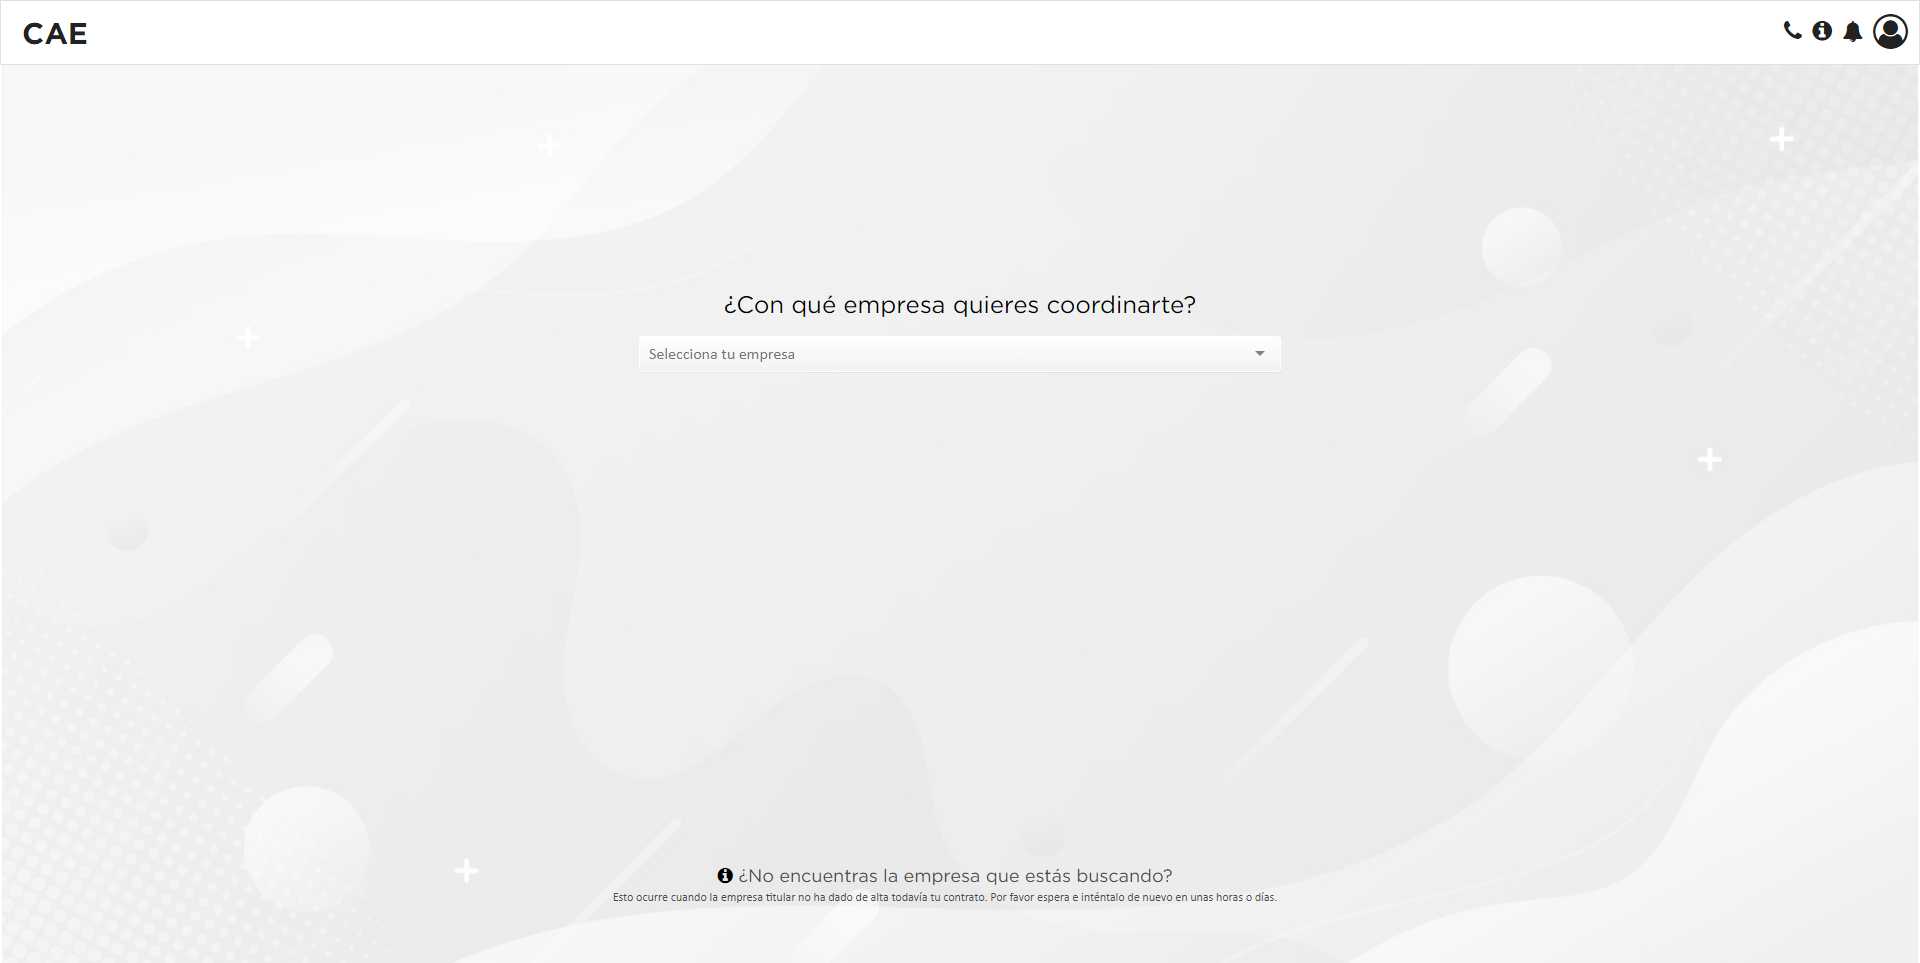 CAE
¿Con qué empresa quieres coordinarte?
Selecciona tu empresa
¿No encuentras la empresa que estás buscando?
Esto ocurre cuando la empresa titular no ha dado de alta todavía tu contrato. Por favor espera e inténtalo de nuevo en unas horas o días.